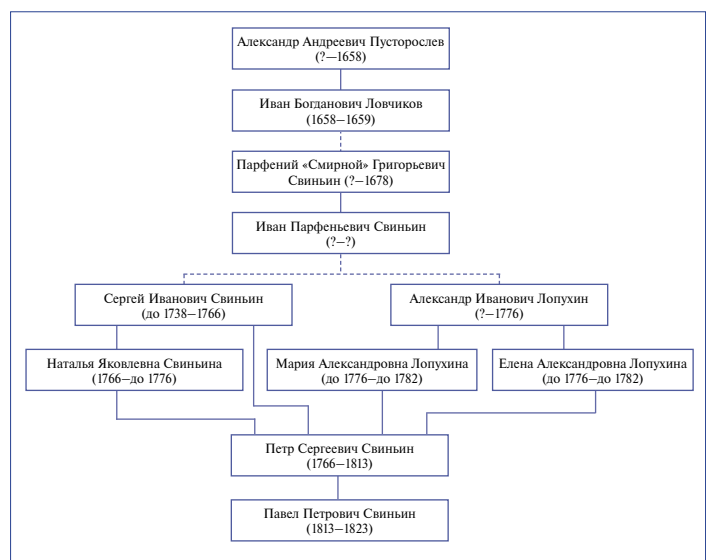 Александр Андреевич Пусторослев
(?—1658)
Иван Богданович Ловчиков
(1658–1659)
Парфений «Смирной» Григорьевич
Свиньин (?–1678)
Иван Парфеньевич Свиньин
(?–?)
Сергей Иванович Свиньин
(до 1738–1766)
Александр Иванович Лопухин
(?–1776)
Наталья Яковлевна Свиньина
(1766–до 1776)
Мария Александровна Лопухина
(до 1776–до 1782)
Елена Александровна Лопухина
(до 1776–до 1782)
Петр Сергеевич Свиньин
(1766–1813)
Павел Петрович Свиньин
(1813–1823)